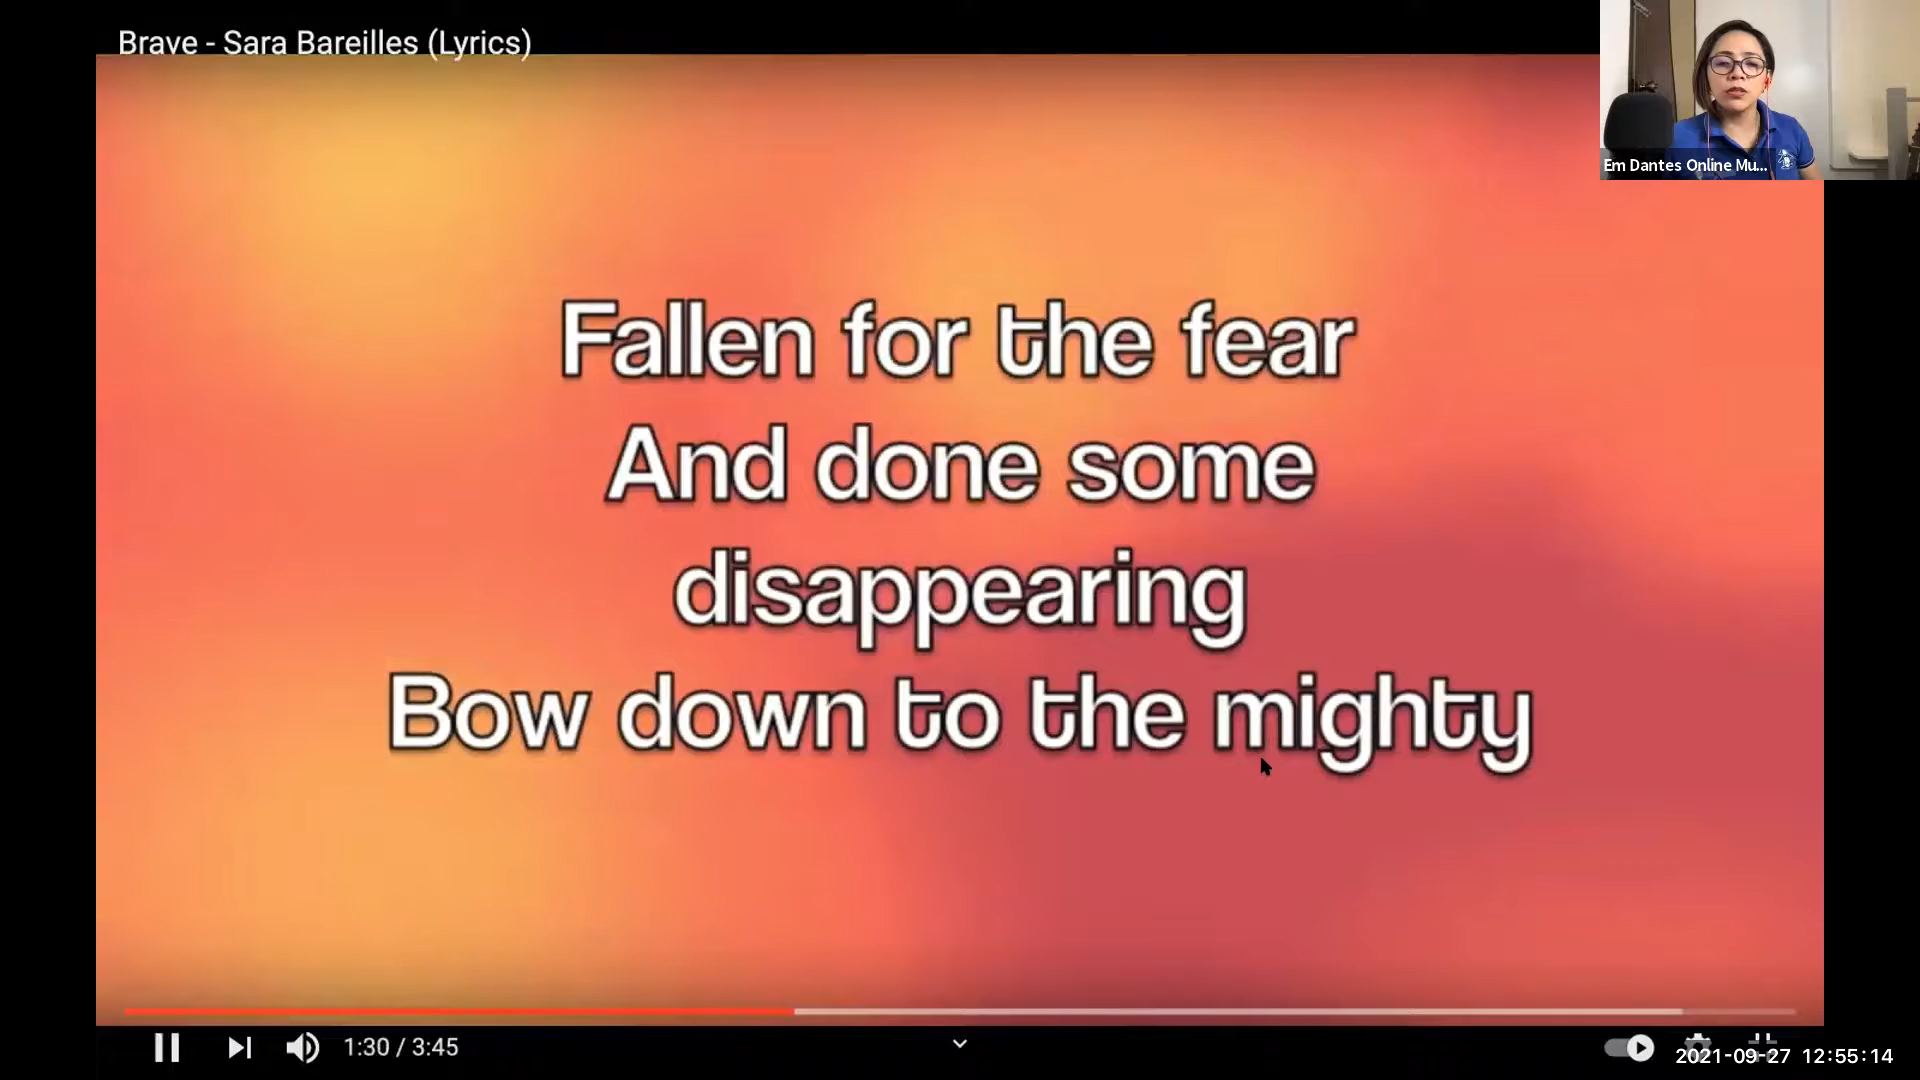 Brave - Sara Bareilles (Lyrics)
Em Dantes Online Mu...
Fallen for the fear
And done some
disappearing
Bow down to the mighty
1:30 / 3:45
2021-09-27 12:55:14